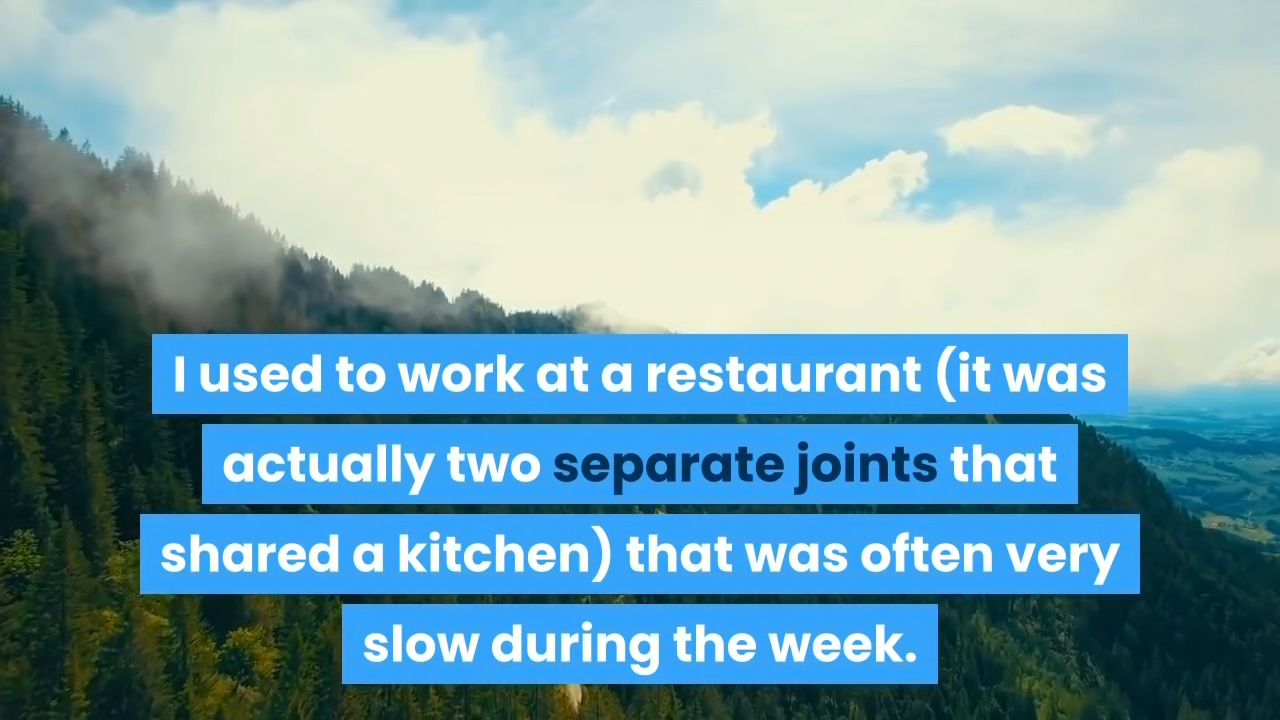 I used to work at a restaurant (it was
actually two separate joints that
shared a kitchen) that was often very
slow during the week.